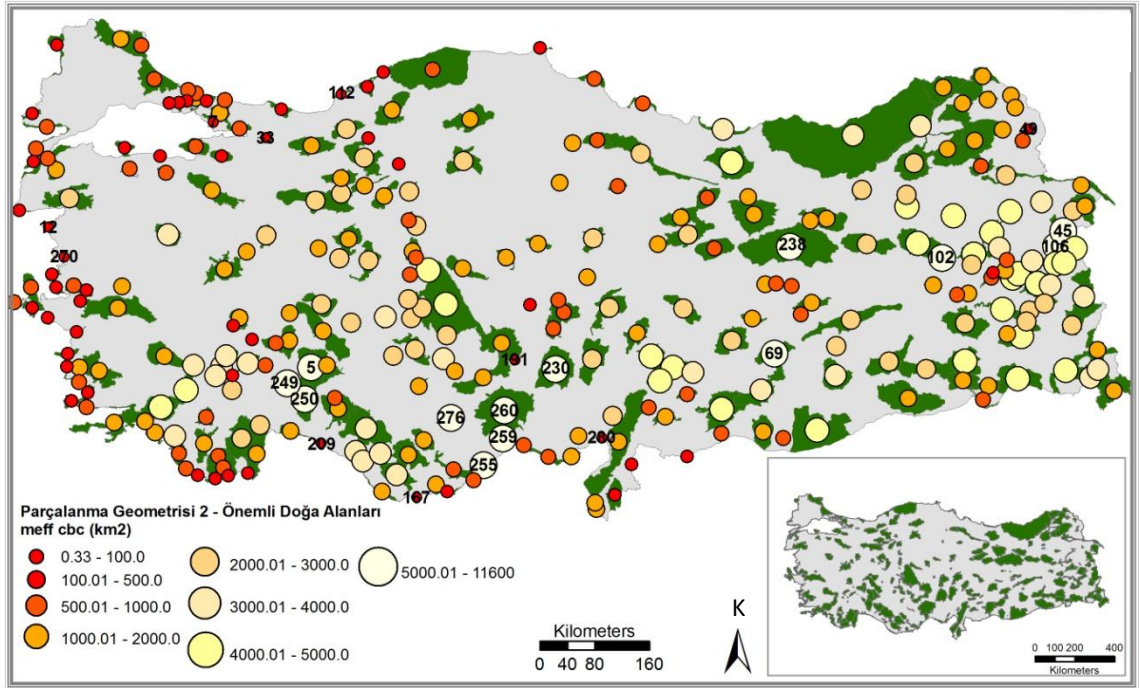 112
7
33
49
12
270
45
106
238
102
191
5
230
69
249
250
276
260
259
209
280
255
167
Parçalanma Geometrisi 2 - Önemli Doğa Alanları
meff cbc (km2)
0.33 - 100.0
100.01 - 500.0
500.01 - 1000.0
1000.01 - 2000.0
2000.01 - 3000.0
3000.01 - 4000.0
4000.01 - 5000.0
5000.01 - 11600
Kilometers
0 40 80 160
K
0 100 200 400
Kilometers